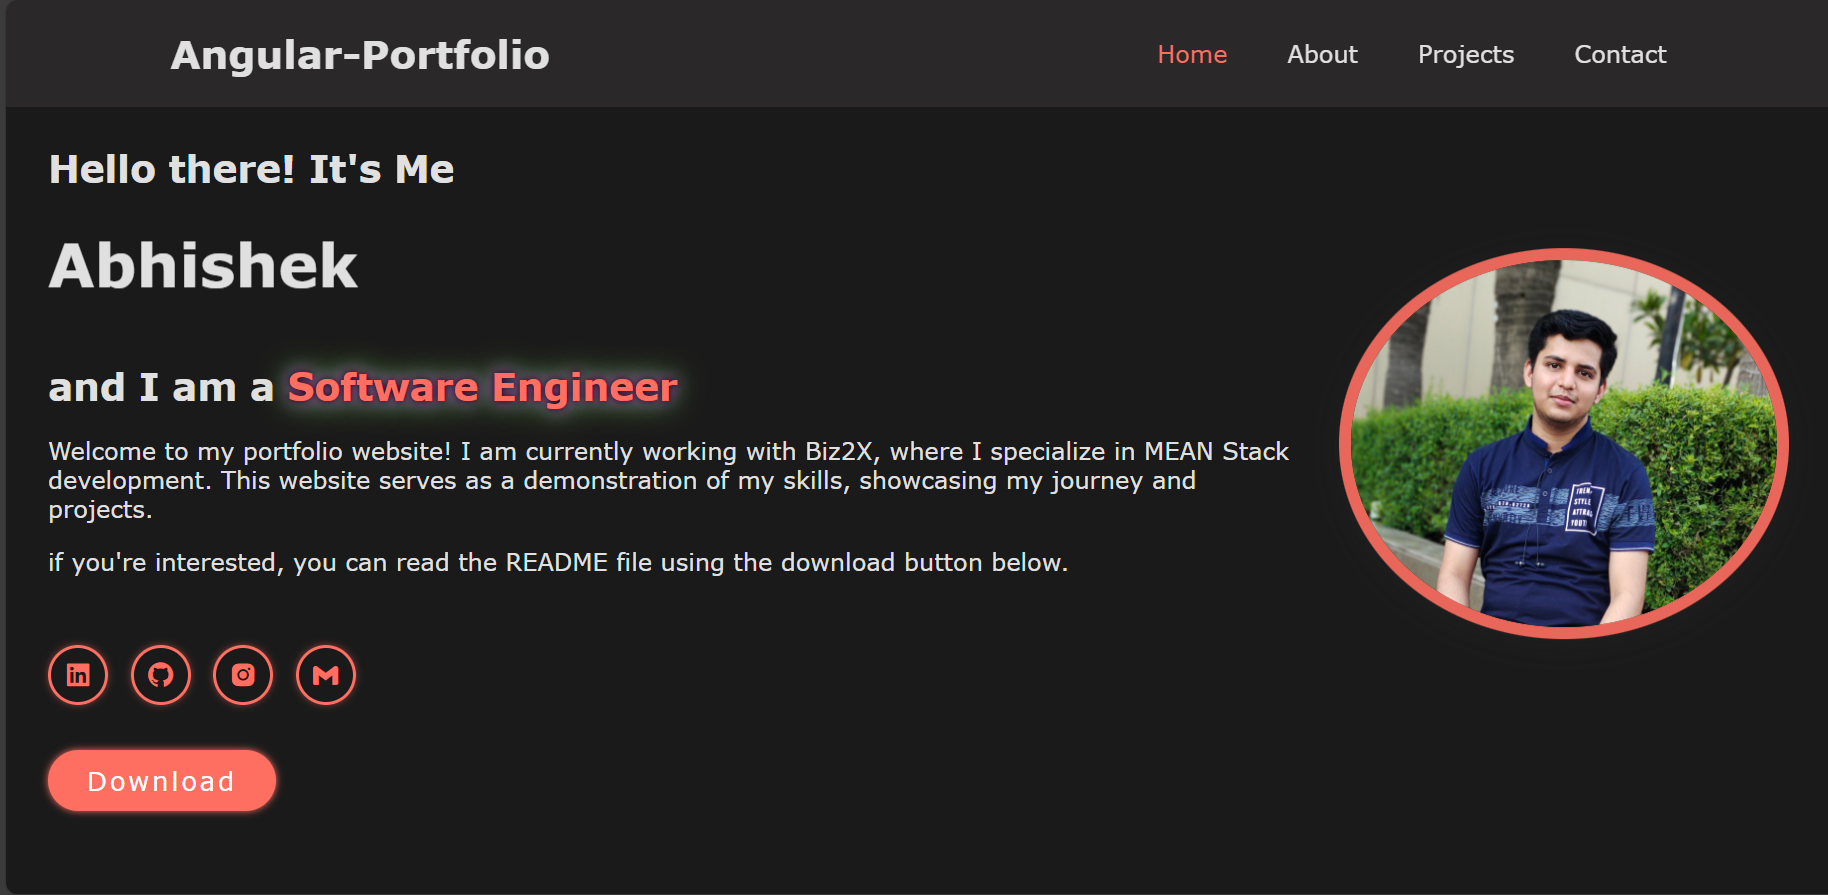 Angular-Portfolio
Home About Projects Contact
Hello there! It's Me
Abhishek
and I am a Software Engineer
Welcome to my portfolio website! I am currently working with Biz2X, where I specialize in MEAN Stack
development. This website serves as a demonstration of my skills, showcasing my journey and
projects.
if you're interested, you can read the README file using the download button below.
in
Download
STYLE